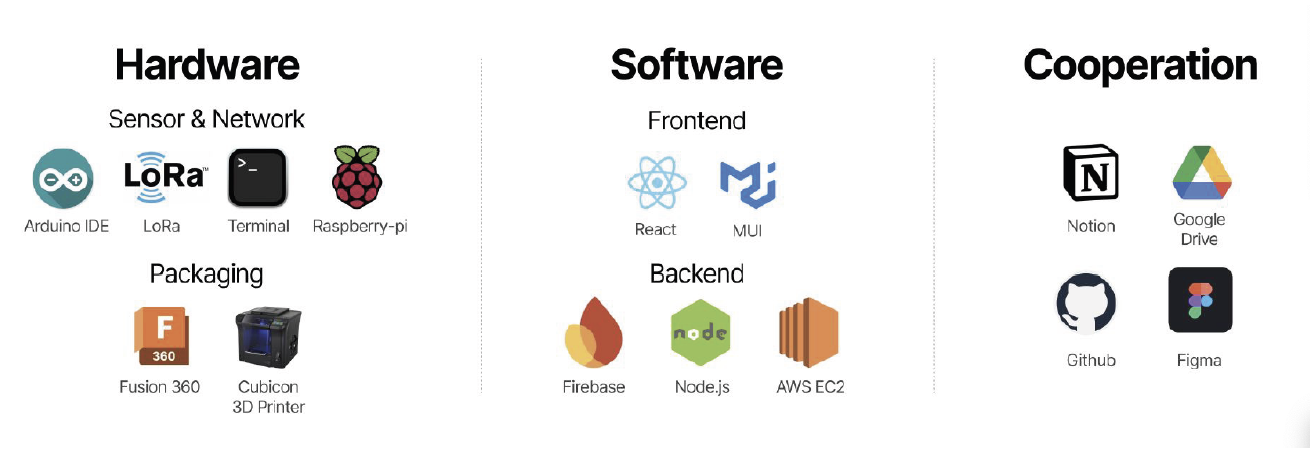 Hardware
Sensor & Network
LoRa™
>_
Arduino IDE
LoRa
Terminal
Raspberry-pi
Packaging
F
360
Fusion 360
Cubicon
3D Printer
Software
Frontend
React
MUI
Backend
node
Firebase
Node.js
AWS EC2
Cooperation
N
Notion
Google
Drive
Github
Figma